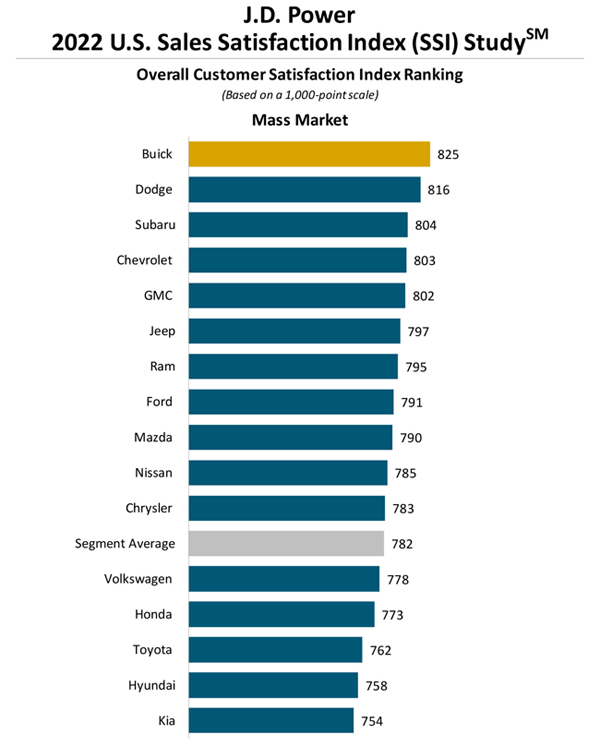 J.D. Power
2022 U.S. Sales Satisfaction Index (SSI) StudySM
Overall Customer Satisfaction Index Ranking
(Based on a 1,000-point scale)
Mass Market
Buick 825
Dodge 816
Subaru 804
Chevrolet 803
GMC 802
Jeep 797
Ram 795
Ford 791
Mazda 790
Nissan 785
Chrysler 783
Segment Average 782
Volkswagen 778
Honda 773
Toyota 762
Hyundai 758
Kia 754